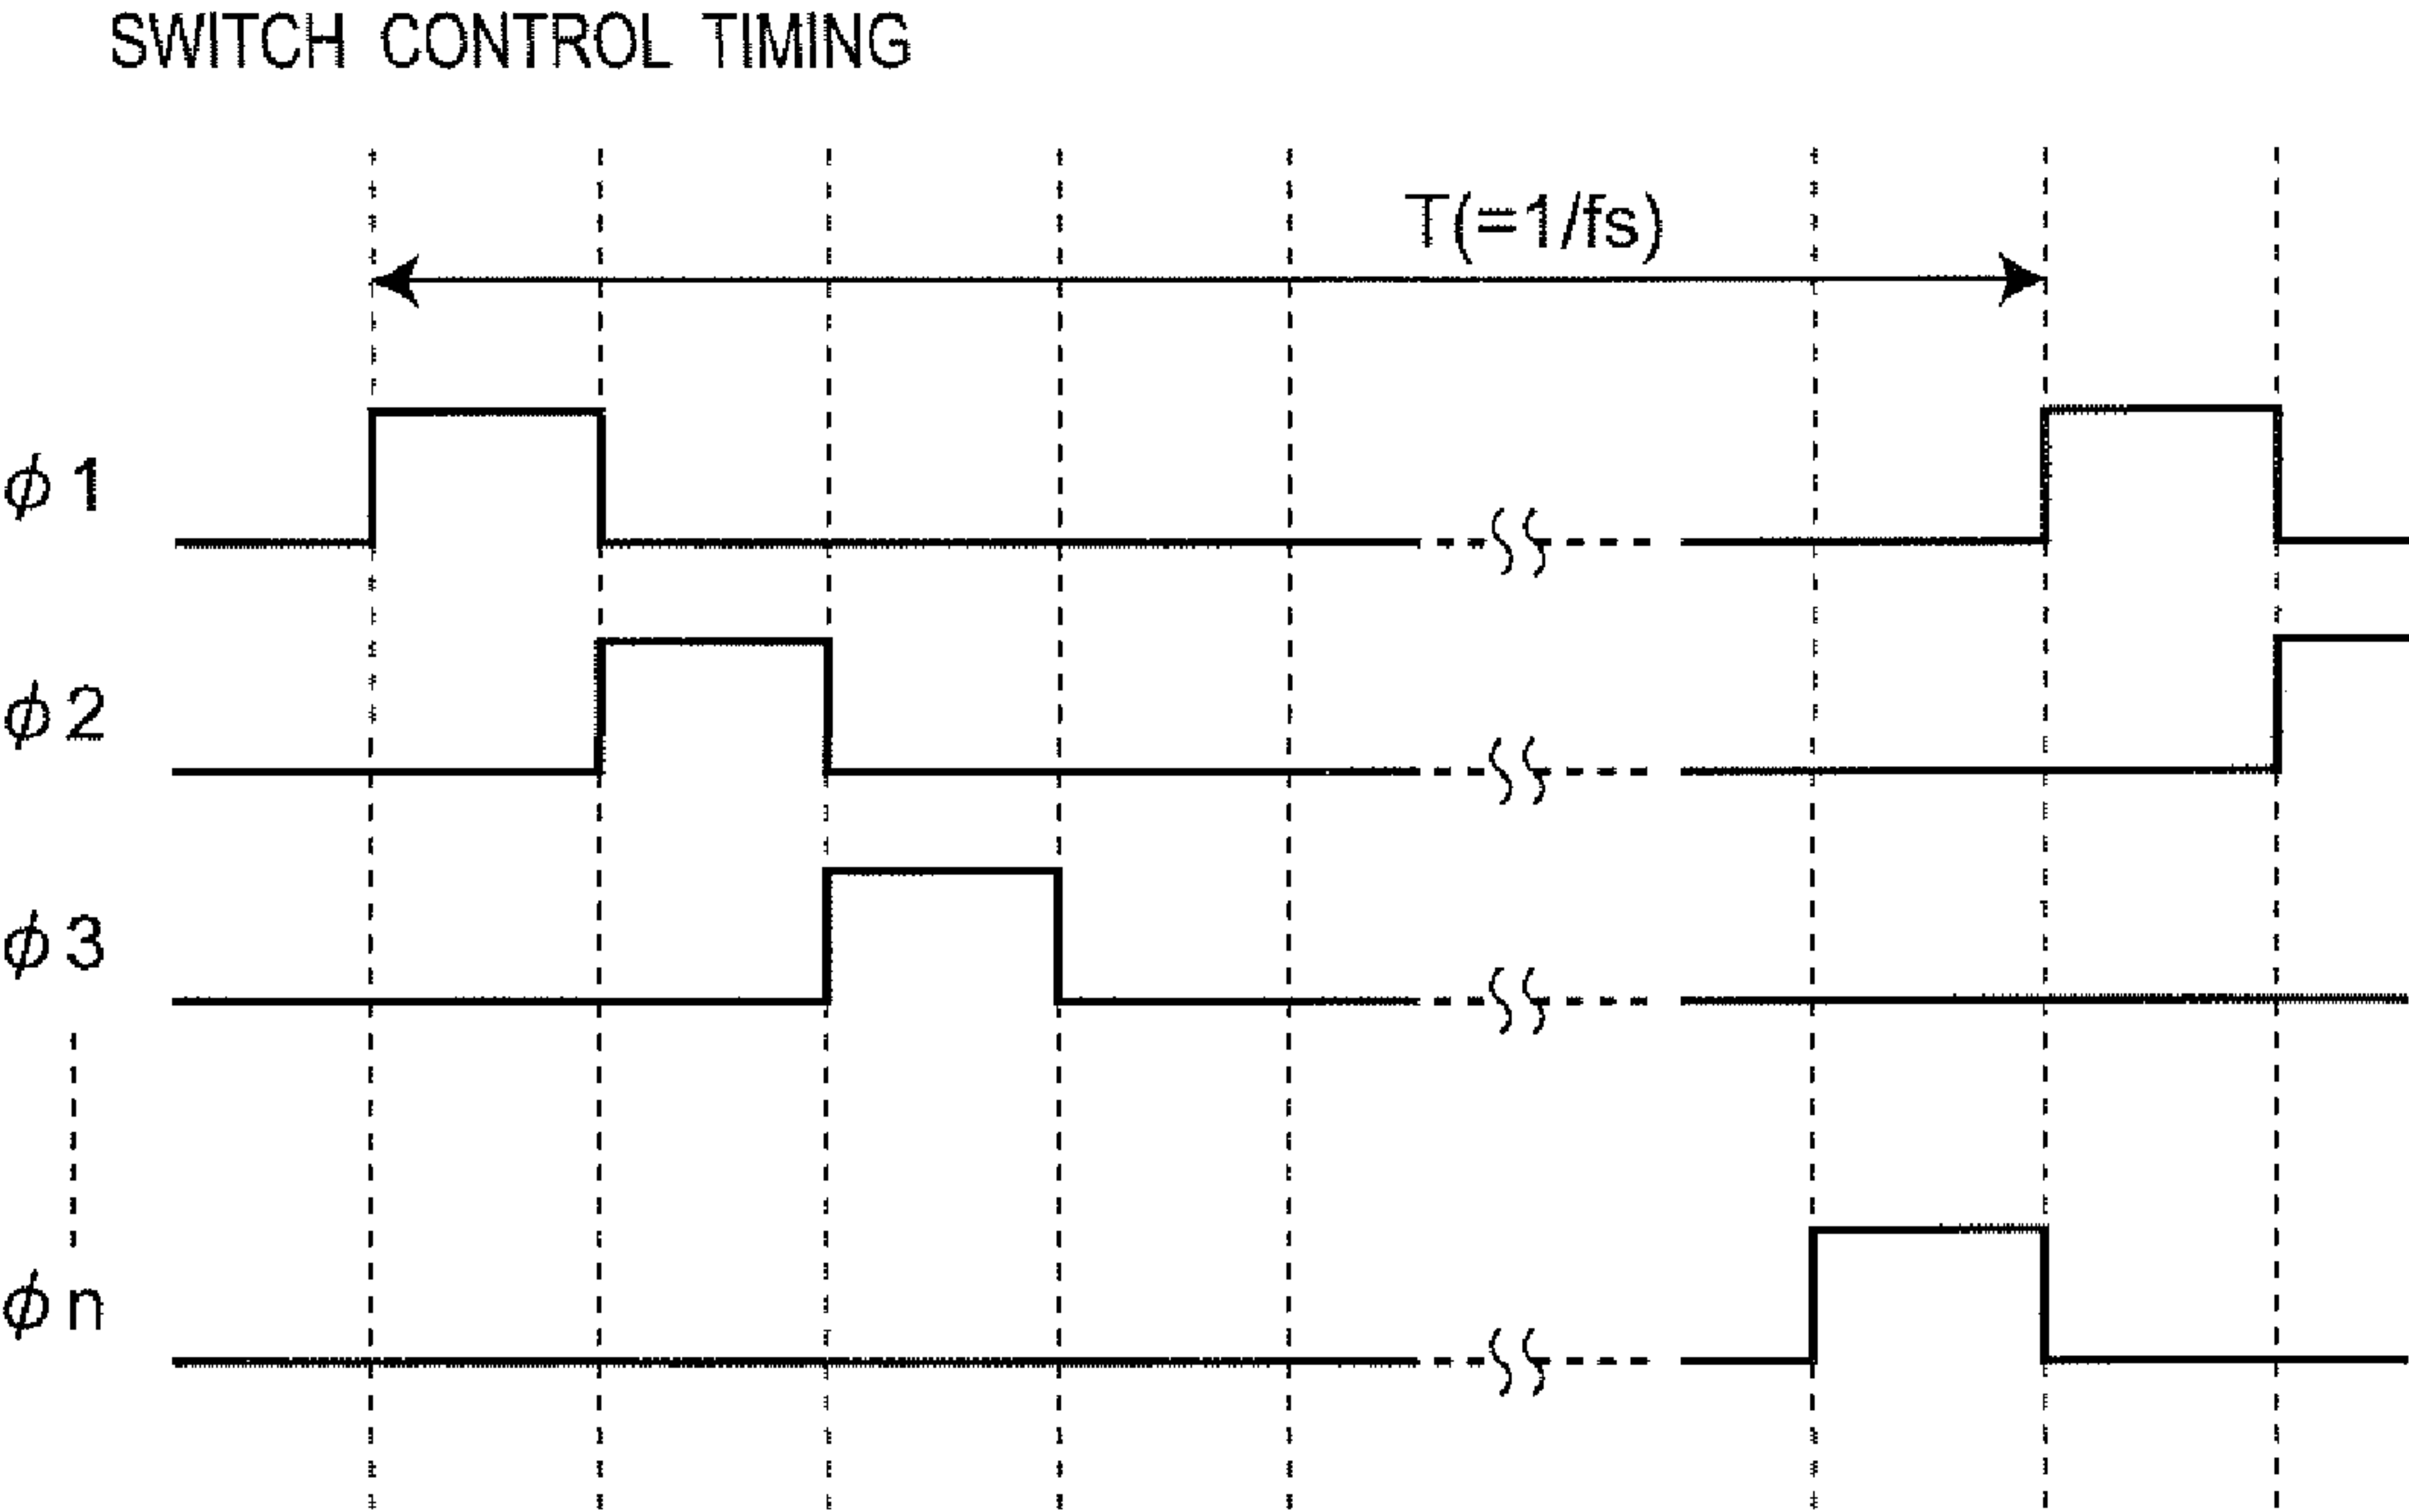 SWITCH CONTROL TIMING
T(=1/fs)
ϕ1
ϕ2
ϕ3
ϕn